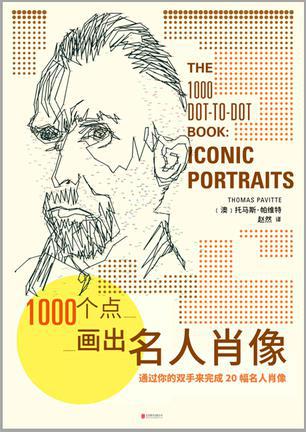 THE
1000
DOT-TO-DOT
BOOK:
ICONIC
PORTRAITS
THOMAS PAVITTE
（澳）托马斯·帕维特
赵然 译
1000个点
画出名人肖像
通过你的双手来完成 20 幅名人肖像